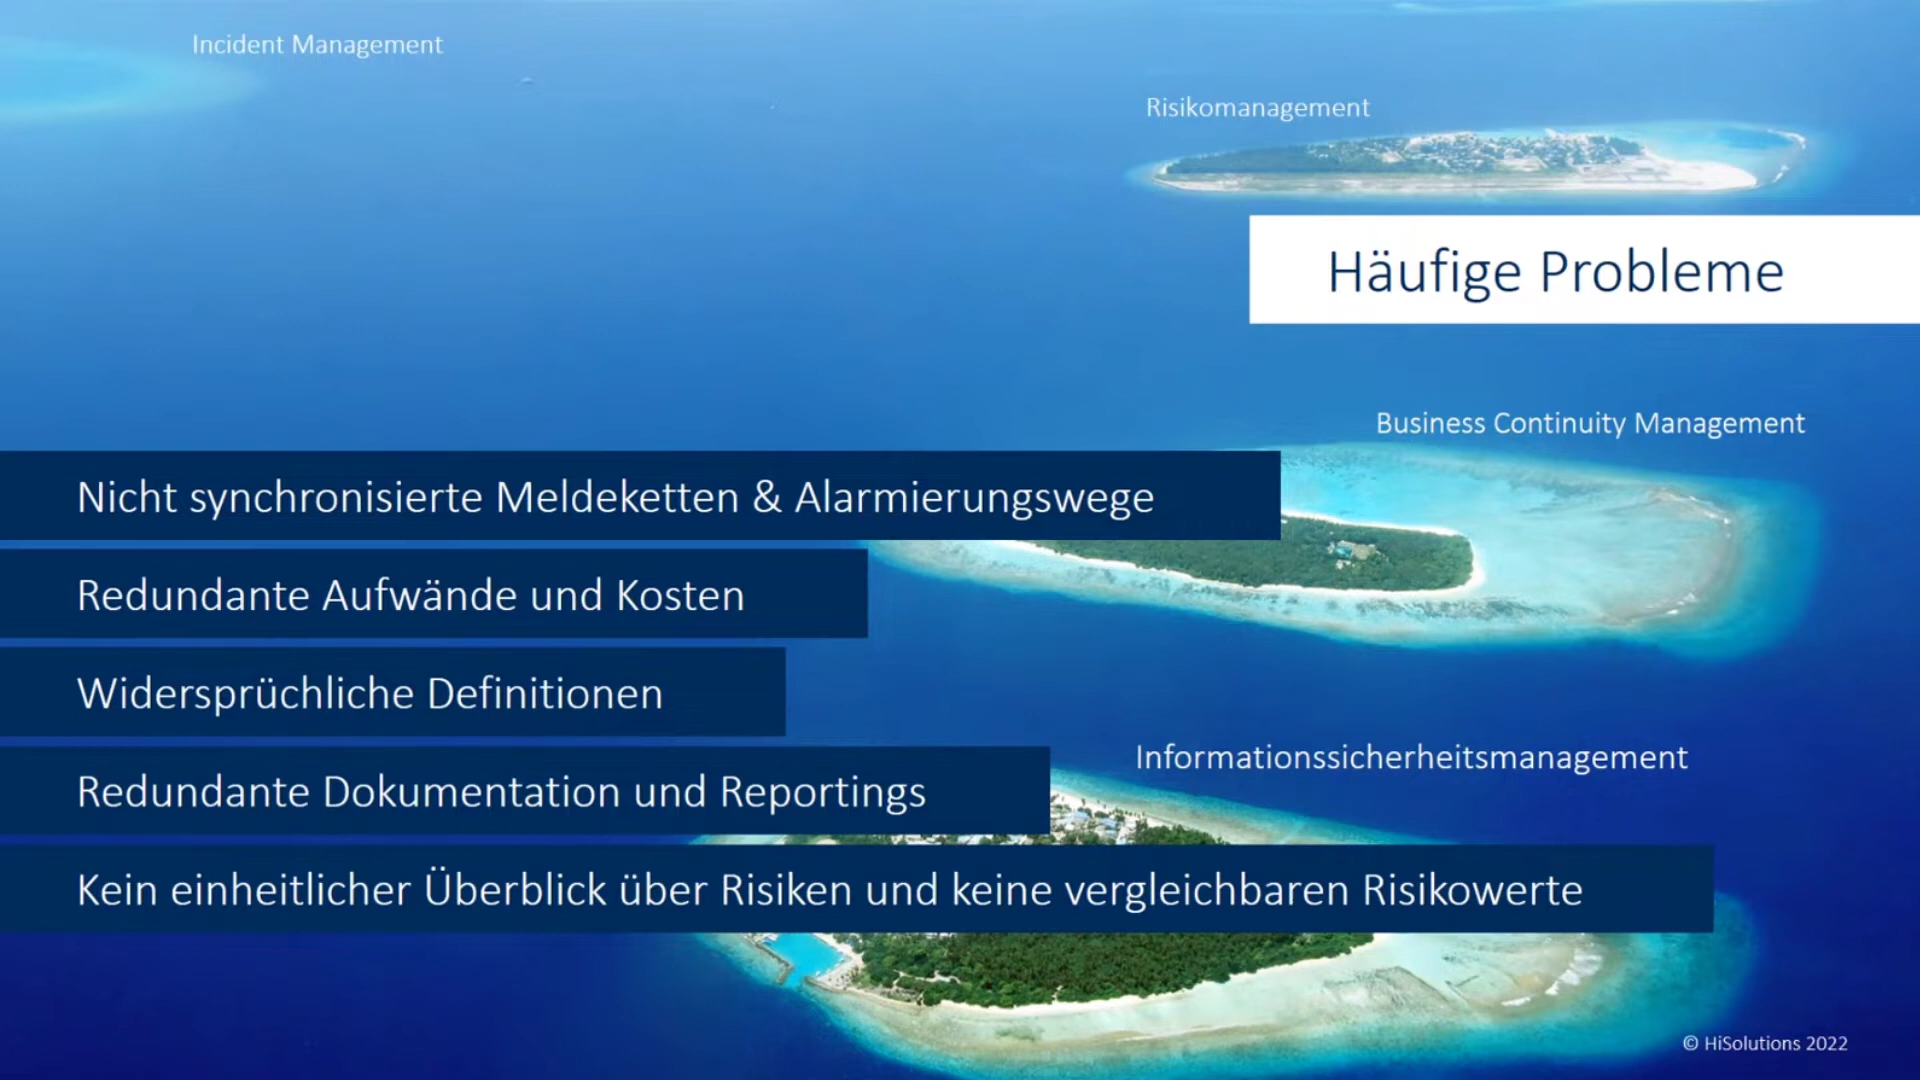 Incident Management
Risikomanagement
Häufige Probleme
Business Continuity Management
Nicht synchronisierte Meldeketten & Alarmierungswege
Redundante Aufwände und Kosten
Widersprüchliche Definitionen
Informationssicherheitsmanagement
Redundante Dokumentation und Reportings
Kein einheitlicher Überblick über Risiken und keine vergleichbaren Risikowerte
© HiSolutions 2022